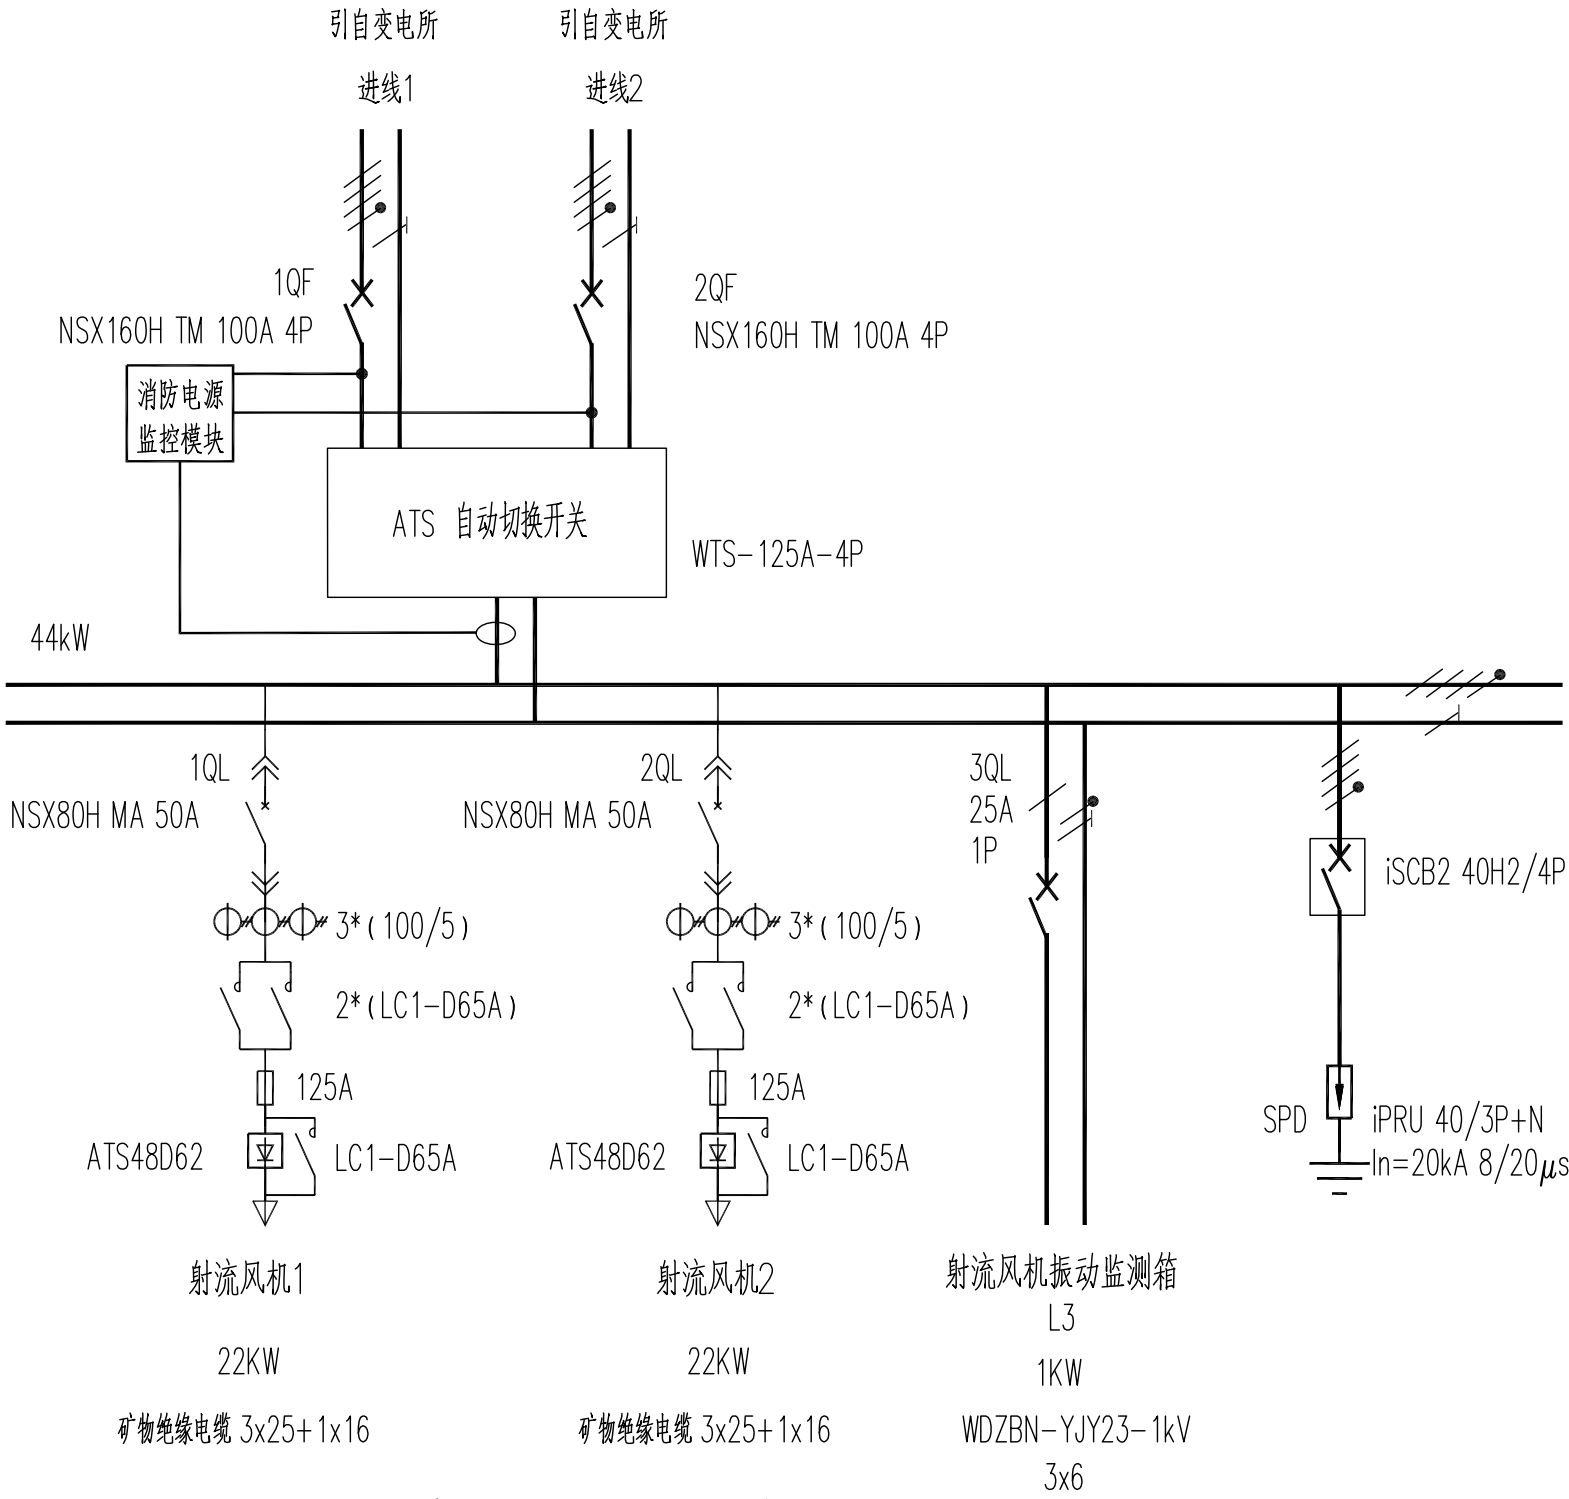 引自变电所
引自变电所
进线1
进线2
1QF
NSX160H TM 100A 4P
2QF
NSX160H TM 100A 4P
消防电源
监控模块
ATS 自动切换开关
WTS-125A-4P
44kW
1QL
NSX80H MA 50A
2QL
NSX80H MA 50A
3QL
25A
1P
iSCB2 40H2/4P
3*(100/5)
3*(100/5)
2*(LC1-D65A)
2*(LC1-D65A)
125A
125A
ATS48D62
LC1-D65A
ATS48D62
LC1-D65A
SPD
iPRU 40/3P+N
In=20kA 8/20μs
射流风机1
射流风机2
射流风机振动监测箱
L3
22KW
22KW
1KW
矿物绝缘电缆 3x25+1x16
矿物绝缘电缆 3x25+1x16
WDZBN-YJY23-1kV
3x6